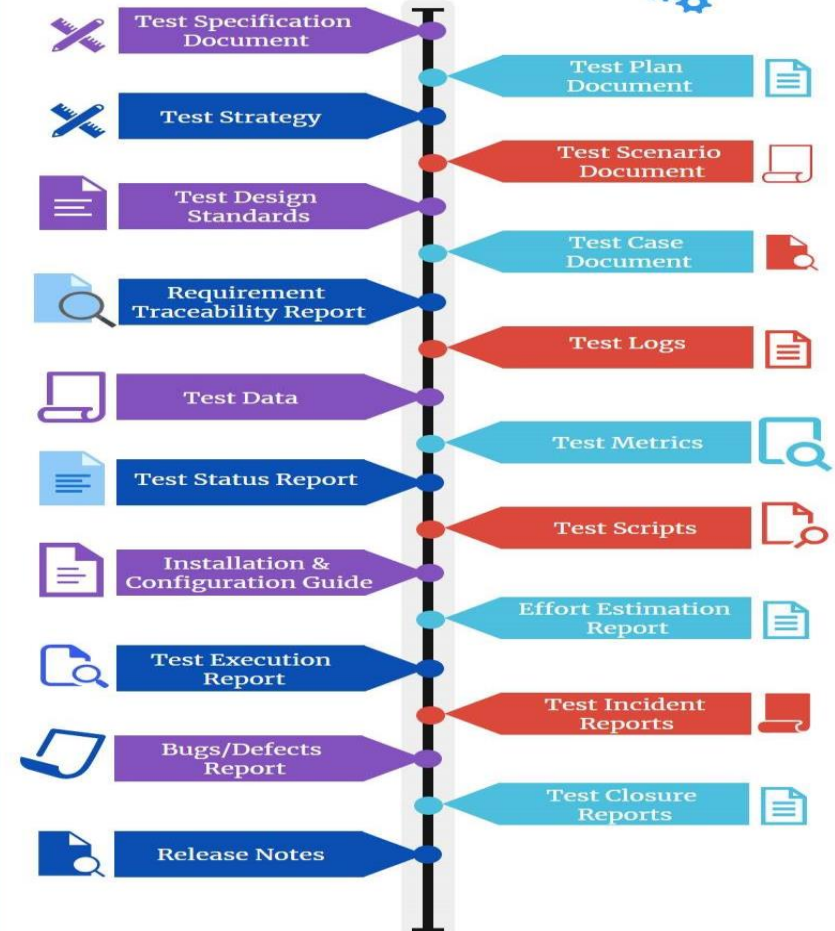 Test Specification
Document
Test Plan
Document
Test Strategy
Test Scenario
Document
Test Design
Standards
Test Case
Document
Requirement
Traceability Report
Test Logs
Test Data
Test Metrics
Test Status Report
Test Scripts
Installation &
Configuration Guide
Effort Estimation
Report
Test Execution
Report
Test Incident
Reports
Bugs/Defects
Report
Test Closure
Reports
Release Notes